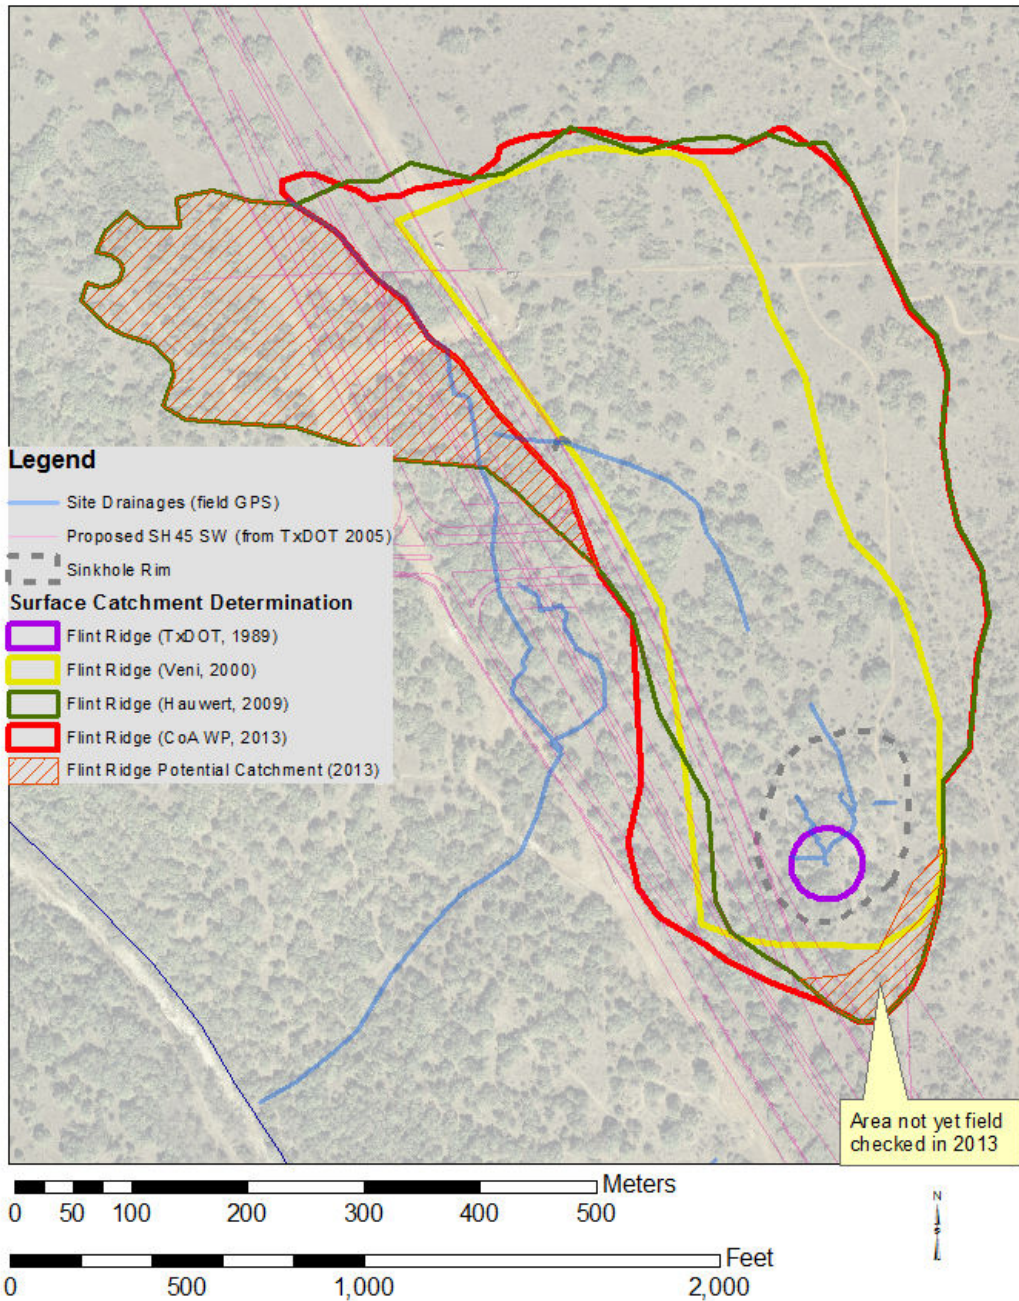 Legend
Site Drainages (field GPS)
Proposed SH45 SW (from TxDOT 2005)
Sinkhole Rim
Surface Catchment Determination
Flint Ridge (TxDOT, 1989)
Flint Ridge (Veni, 2000)
Flint Ridge (Hauwert, 2009)
Flint Ridge (CoA WP, 2013)
Flint Ridge Potential Catchment (2013)
Area not yet field
checked in 2013
Meters
0 50 100 200 300 400 500
N
S
Feet
0 500 1,000 2,000